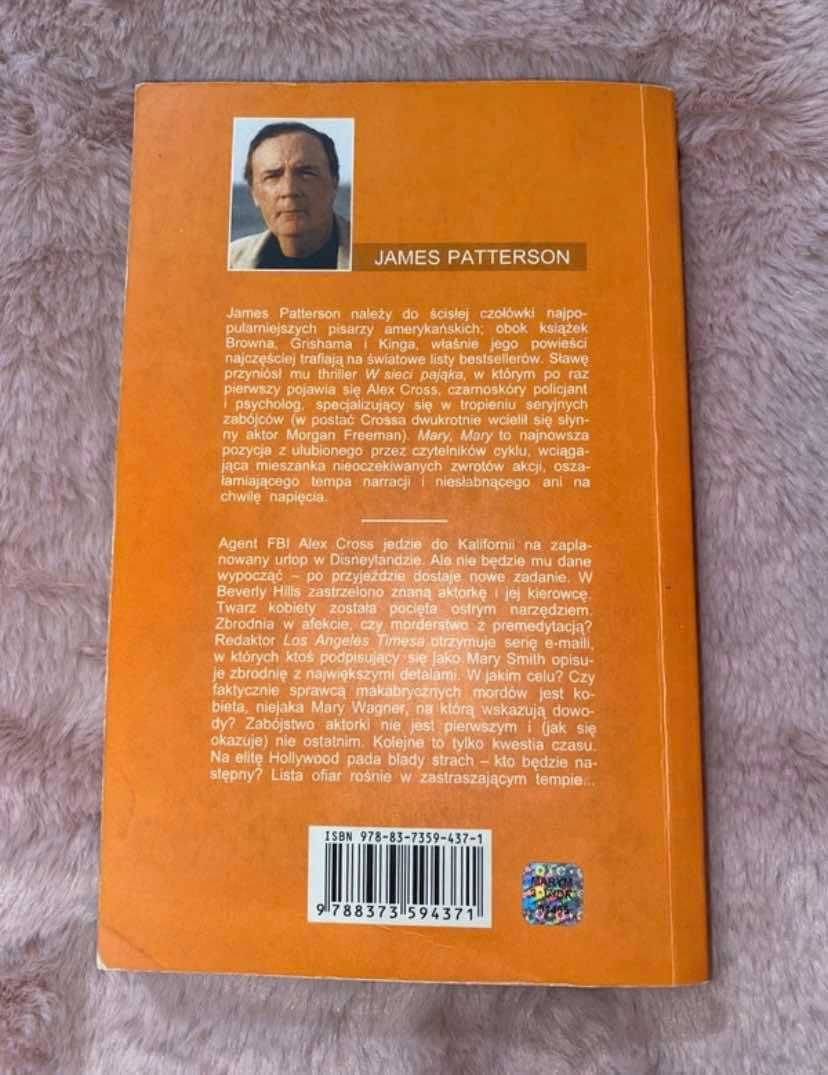 JAMES PATTERSON
James Patterson należy do ścisłej czołówki najpo-
pularniejszych pisarzy amerykańskich; obok książek
Browna, Grishama i Kinga, właśnie jego powieści
najczęściej trafiają na światowe listy bestsellerów. Sławę
przyniósł mu thriller W sieci pająka, w którym po raz
pierwszy pojawia się Alex Cross, czarnoskóry policjant
i psycholog, specjalizujący się w tropieniu seryjnych
zabójców (w postać Crossa dwukrotnie wcielił się słyn-
ny aktor Morgan Freeman). Mary, Mary to najnowsza
pozycja z ulubionego przez czytelników cyklu, wciąga-
jąca mieszanka nieoczekiwanych zwrotów akcji, osza-
łamiającego tempa narracji i niesłabnącego ani na
chwilę napięcia.
Agent FBI Alex Cross jedzie do Kalifornii na zapla-
nowany urlop w Disneylandzie. Ale nie będzie mu dane
wypocząć – po przyjeździe dostaje nowe zadanie. W
Beverly Hills zastrzelono znaną aktorkę i jej kierowcę.
Twarz kobiety została pocięta ostrym narzędziem.
Zbrodnia w afekcie, czy morderstwo z premedytacją?
Redaktor Los Angeles Timesa otrzymuje serię e-maili,
w których ktoś podpisujący się jako Mary Smith opisu-
je zbrodnię z największymi detalami. W jakim celu? Czy
faktycznie sprawcą makabrycznych mordów jest ko-
bieta, niejaka Mary Wagner, na którą wskazują dowo-
dy? Zabójstwo aktorki nie jest pierwszym i (jak się
okazuje) nie ostatnim. Kolejne to tylko kwestia czasu.
Na elitę Hollywood pada blady strach – kto będzie na-
stępny? Lista ofiar rośnie w zastraszającym tempie...
ISBN 978-83-7359-437-1
9 788373 594371